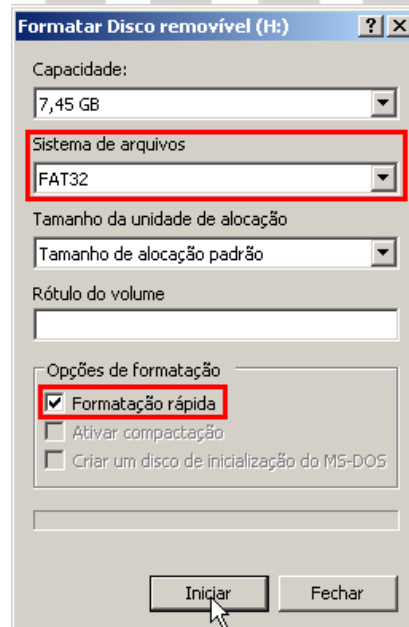 Formatar Disco removível (H:)
Capacidade:
7,45 GB
Sistema de arquivos
FAT32
Tamanho da unidade de alocação
Tamanho de alocação padrão
Rótulo do volume
Opções de formatação
Formatação rápida
Ativar compactação
Criar um disco de inicialização do MS-DOS
Iniciar Fechar